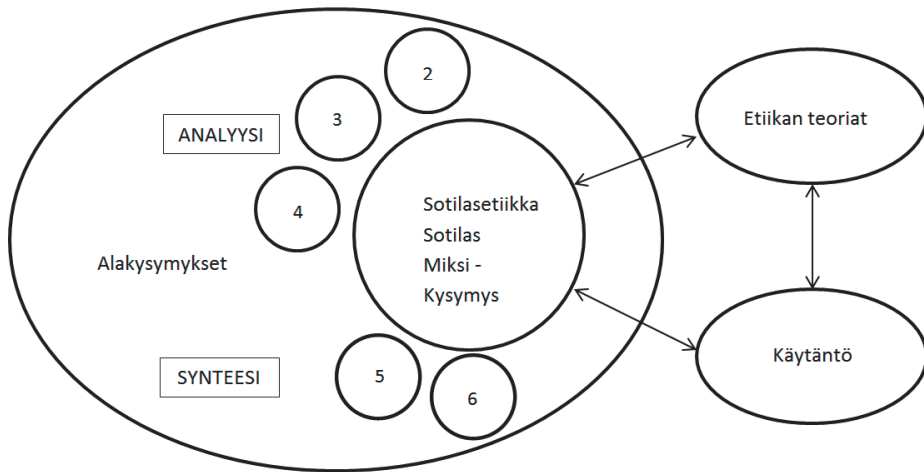 2
3
ANALYYSI
4
Alakysymykset
Sotilasetiikka
Sotilas
Miksi -
Kysymys
SYNTEESI
5
6
Etiikan teoriat
Käytäntö